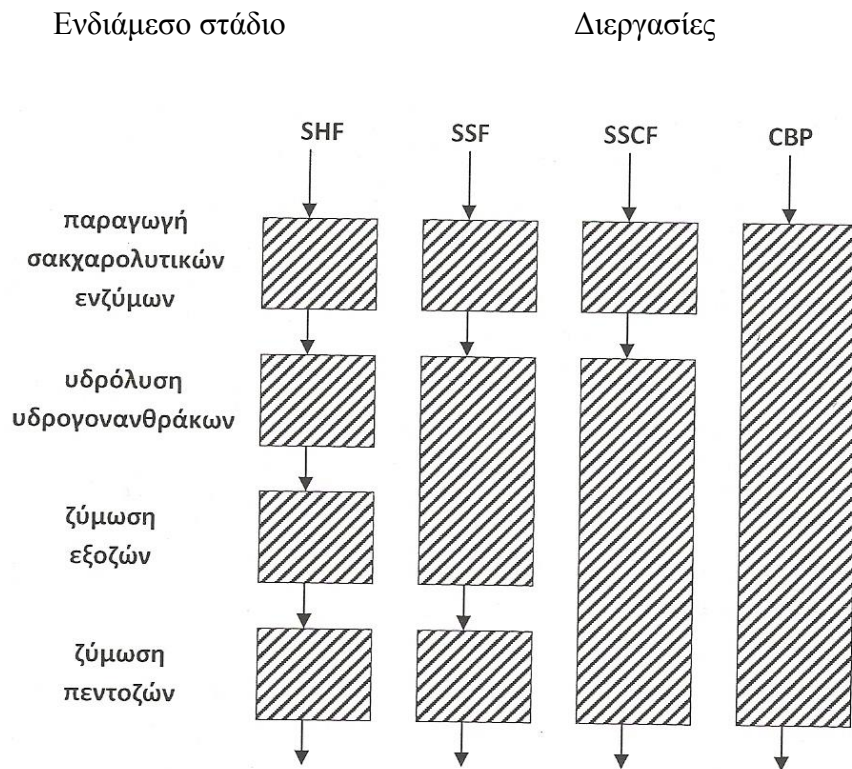 Ενδιάμεσο στάδιο Διεργασίες
SHF SSF SSCF CBP
παραγωγή
σακχαρολυτικών
ενζύμων
υδρόλυση
υδρογονανθράκων
ζύμωση
εξοζών
ζύμωση
πεντοζών